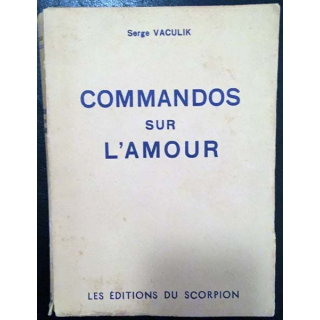 Serge VACULIK
COMMANDOS
SUR
L'AMOUR
LES ÉDITIONS DU SCORPION